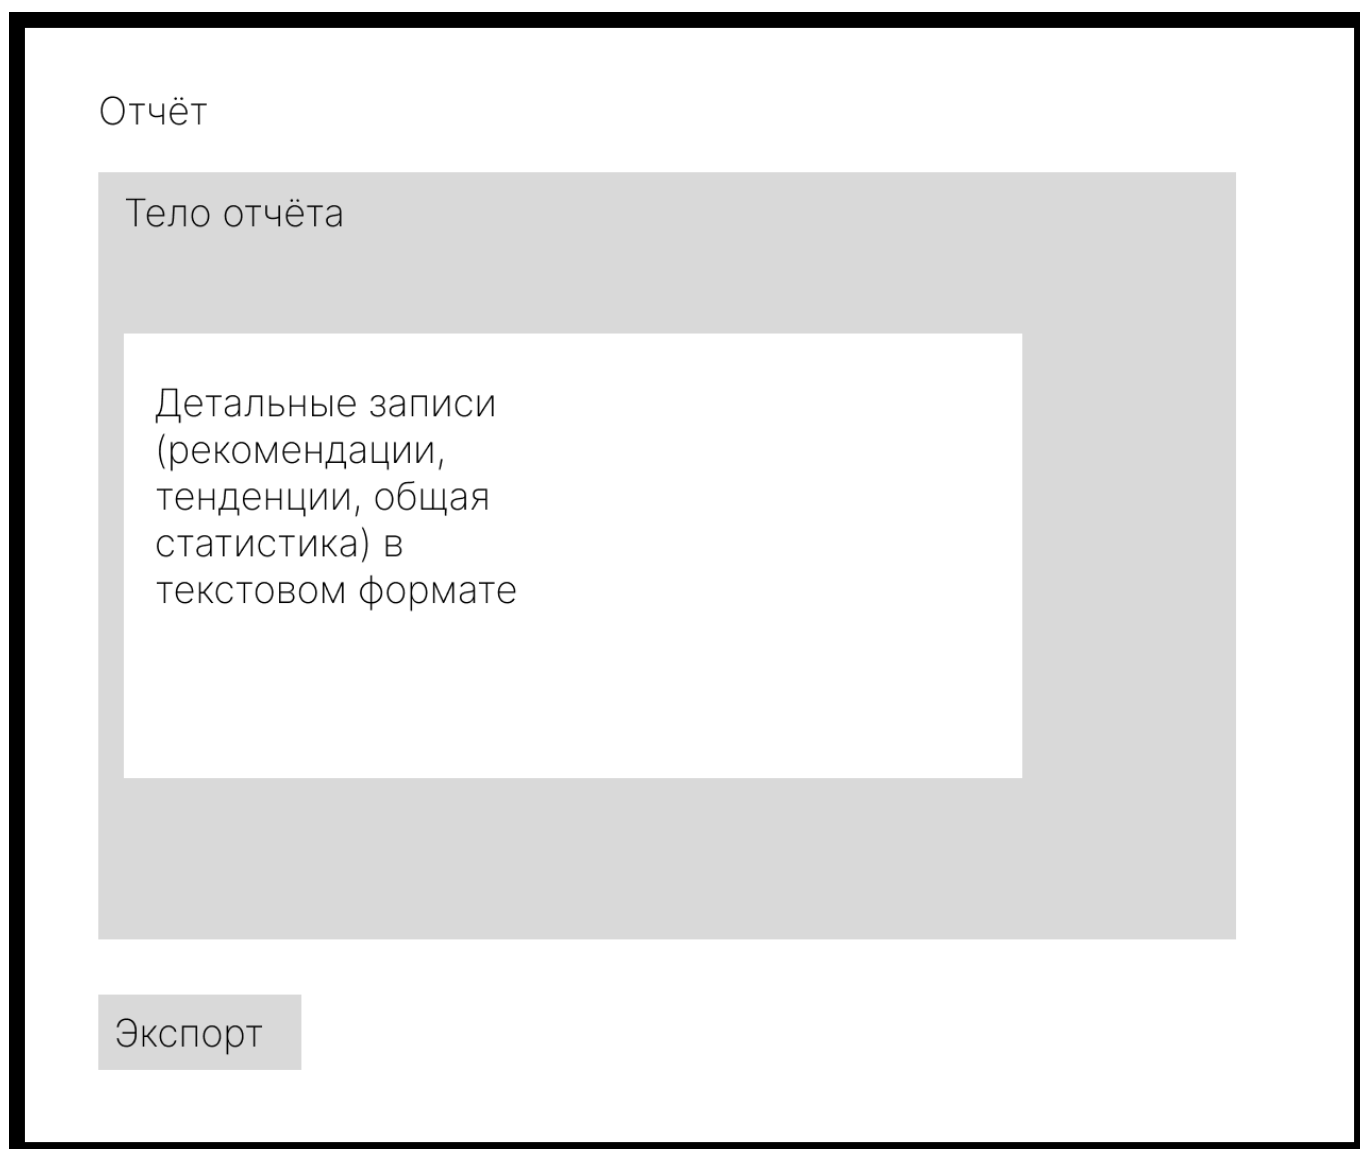 Отчёт
Тело отчёта
Детальные записи
(рекомендации,
тенденции, общая
статистика) в
текстовом формате
Экспорт